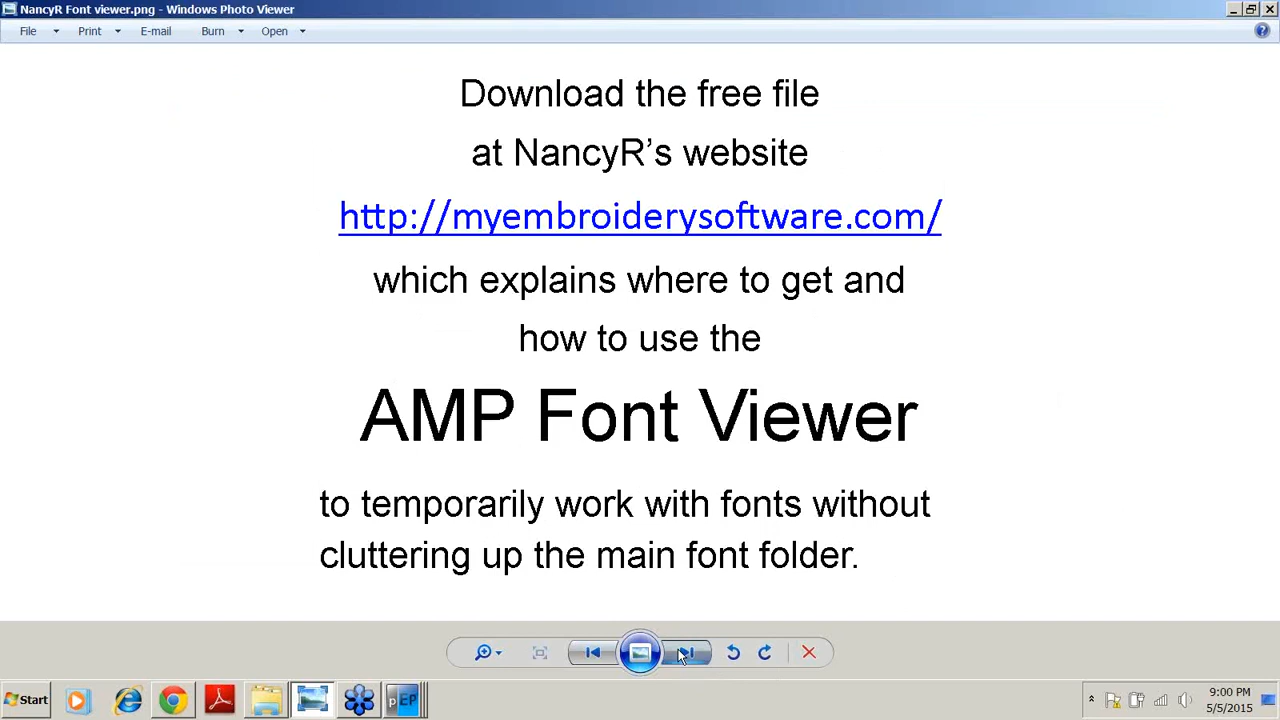 NancyR Font viewer.png - Windows Photo Viewer
File Print E-mail Burn Open
Download the free file
at NancyR’s website
http://myembroiderysoftware.com/
which explains where to get and
how to use the
AMP Font Viewer
to temporarily work with fonts without
cluttering up the main font folder.
Start
pEP
9:00 PM
5/5/2015